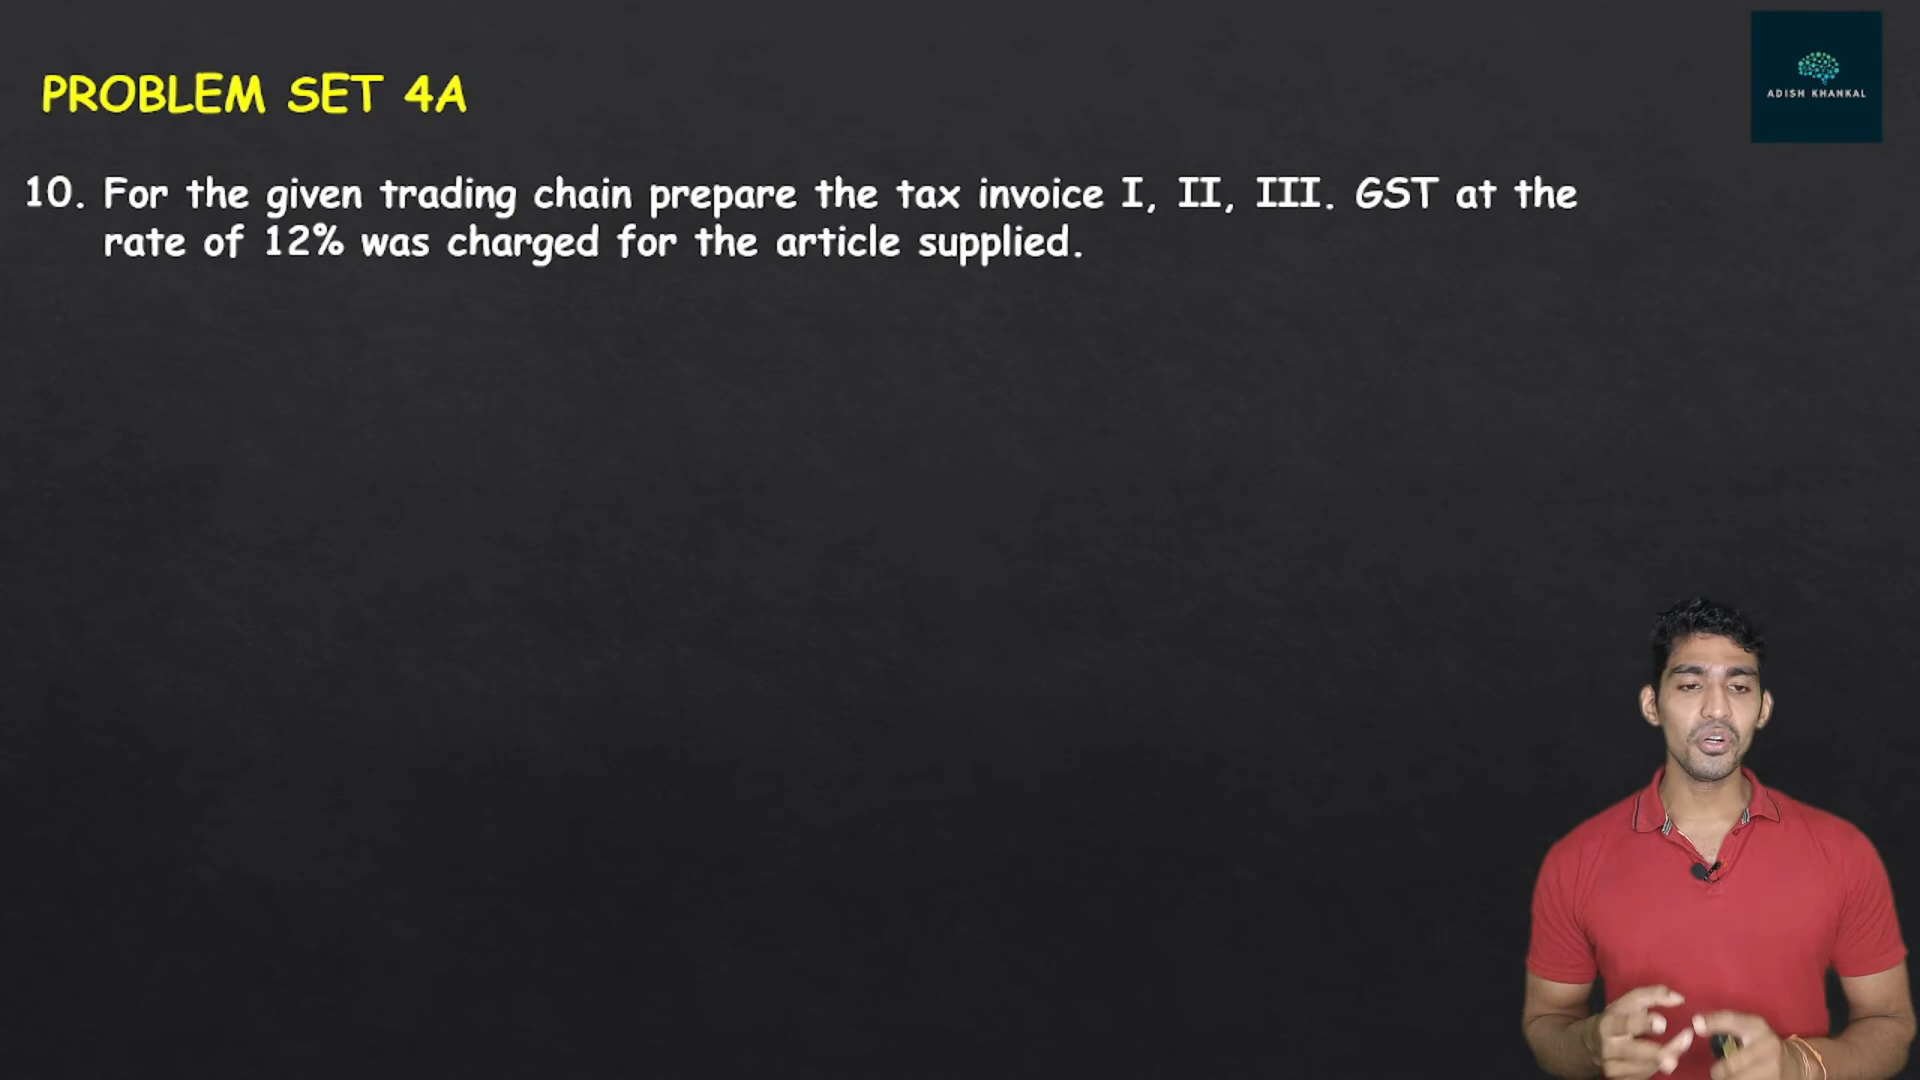 ADISH KHANKAL
PROBLEM SET 4A
10. For the given trading chain prepare the tax invoice I, II, III. GST at the
rate of 12% was charged for the article supplied.